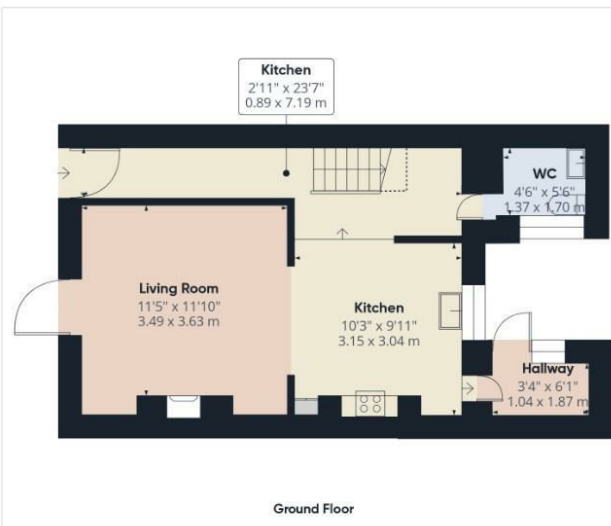 Kitchen
2'11" x 23'7"
0.89 x 7.19 m
WC
4'6" x 5'6"
1.37 x 1.70 m
Living Room
11'5" x 11'10"
3.49 x 3.63 m
Kitchen
10'3" x 9'11"
3.15 x 3.04 m
Hallway
3'4" x 6'1"
1.04 x 1.87 m
Ground Floor